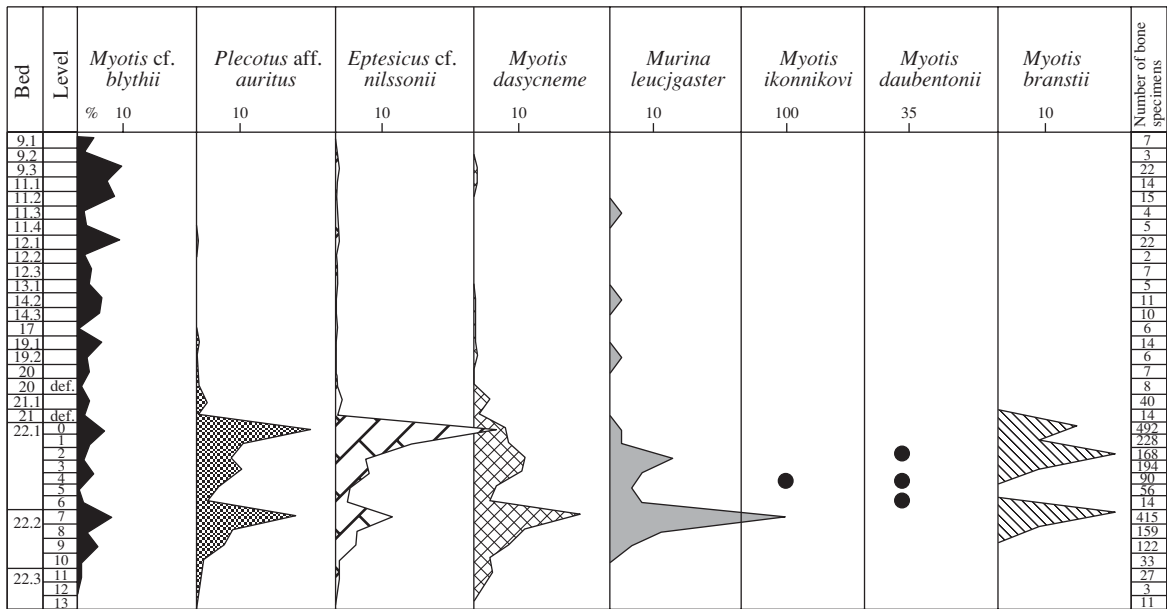 Bed
Level
Myotis cf. blythii
Plecotus aff. auritus
Eptesicus cf. nilssonii
Myotis dasycneme
Murina leucjgaster
Myotis ikonnikovi
Myotis daubentonii
Myotis branstii
Number of bone specimens
% 10 10 10 10 10 100 35 10
9.1 7
9.2 3
9.3 22
11.1 14
11.2 15
11.3 4
11.4 5
12.1 22
12.2 2
12.3 7
13.1 5
14.2 11
14.3 10
17 6
19.1 14
19.2 6
20 7
20 def. 8
21.1 40
21 def. 14
22.1 0 492
1 228
2 168
3 194
4 90
5 56
6 14
22.2 7 415
8 159
9 122
10 33
22.3 11 27
12 3
13 11